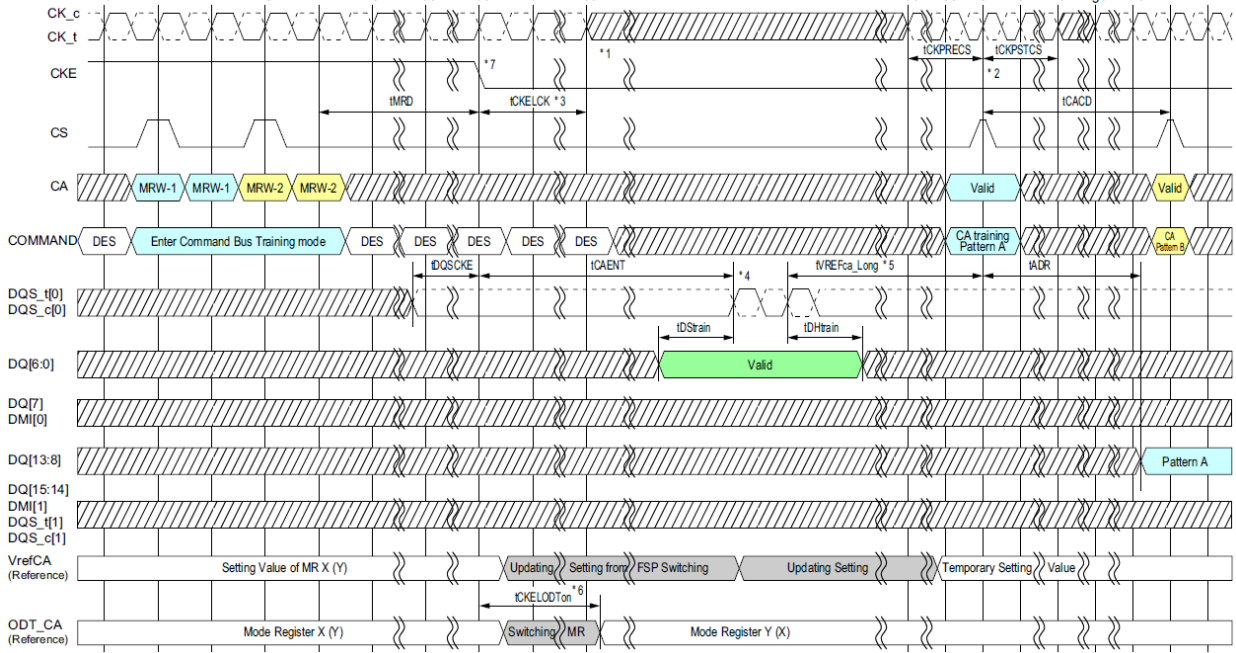 CK_c
CK_t
*1
tCKPRECS
tCKPSTCS
CKE
*7
*2
tMRD
tCKELCK *3
tCACD
CS
CA
MRW-1
MRW-1
MRW-2
MRW-2
Valid
Valid
COMMAND
DES
Enter Command Bus Training mode
DES
DES
DES
DES
DES
CA training
Pattern A
CA
Pattern B
tDQSCKE
tCAENT
*4
tVREFca_Long *5
tADR
DQS_t[0]
DQS_c[0]
tDStrain
tDHtrain
DQ[6:0]
Valid
DQ[7]
DMI[0]
DQ[13:8]
Pattern A
DQ[15:14]
DMI[1]
DQS_t[1]
DQS_c[1]
VrefCA
(Reference)
Setting Value of MR X (Y)
Updating Setting from FSP Switching
Updating Setting
Temporary Setting Value
tCKELODTon *6
ODT_CA
(Reference)
Mode Register X (Y)
Switching MR
Mode Register Y (X)